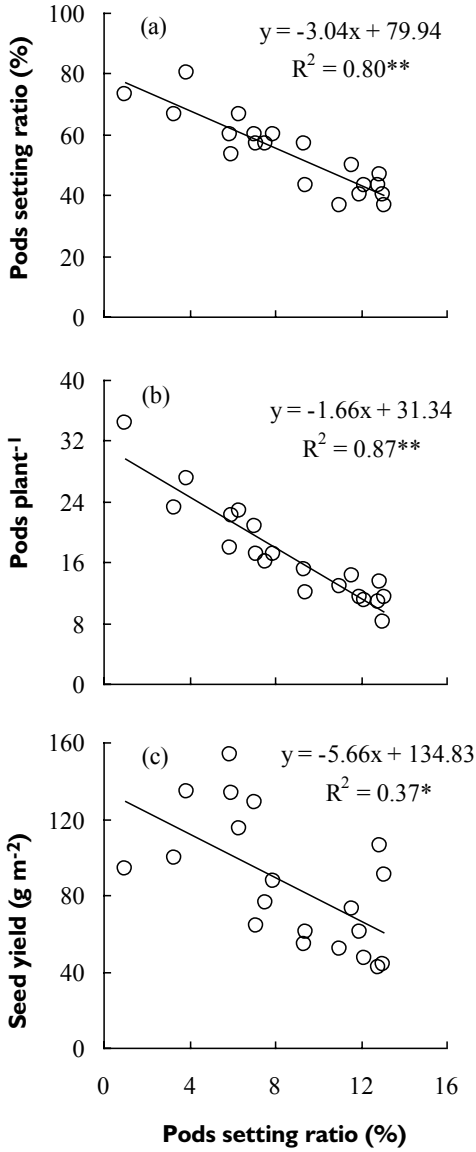 (a)
y = -3.04x + 79.94
R² = 0.80**
Pods setting ratio (%)
100
80
60
40
20
0
(b)
y = -1.66x + 31.34
R² = 0.87**
Pods plant⁻¹
40
32
24
16
8
0
(c)
y = -5.66x + 134.83
R² = 0.37*
Seed yield (g m⁻²)
160
120
80
40
0
0 4 8 12 16
Pods setting ratio (%)